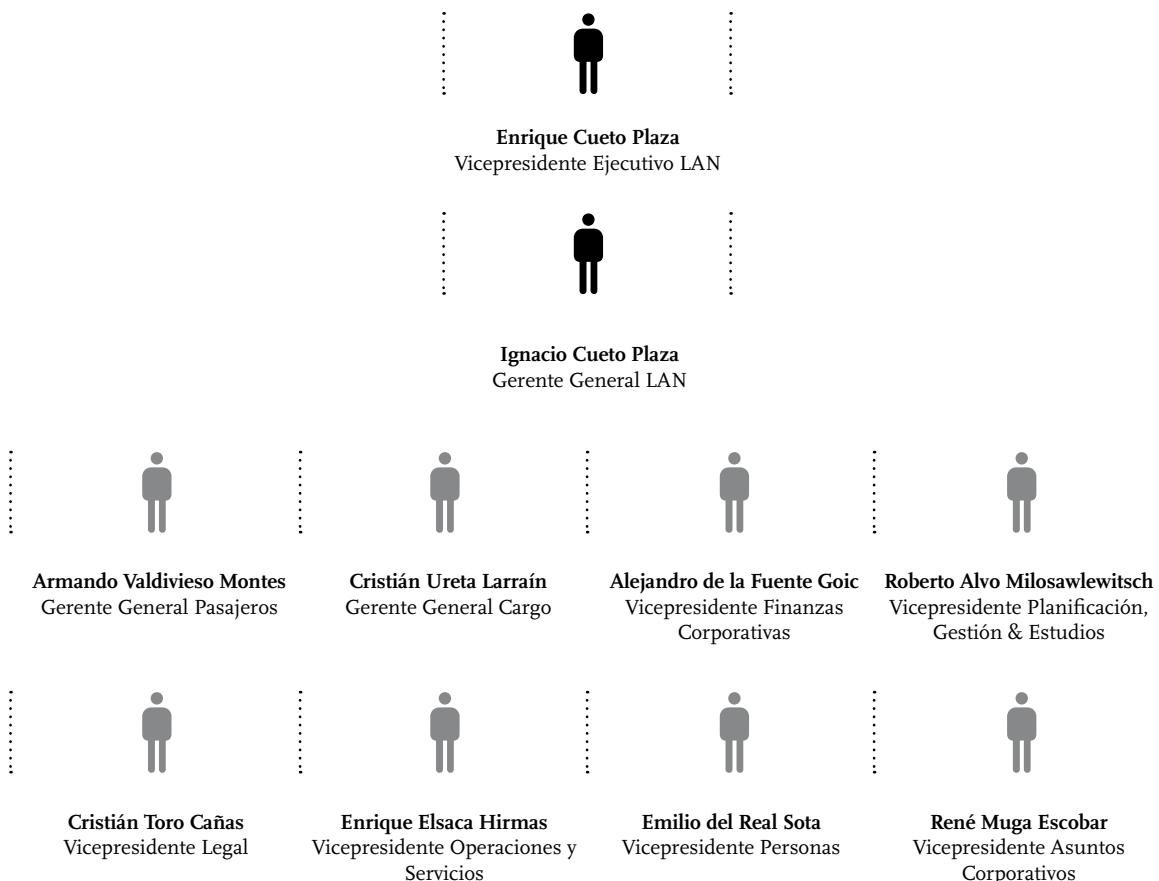 Enrique Cueto Plaza
Vicepresidente Ejecutivo LAN
Ignacio Cueto Plaza
Gerente General LAN
Armando Valdivieso Montes
Gerente General Pasajeros
Cristián Ureta Larraín
Gerente General Cargo
Alejandro de la Fuente Goic
Vicepresidente Finanzas
Corporativas
Roberto Alvo Milosawlewitsch
Vicepresidente Planificación,
Gestión & Estudios
Cristián Toro Cañas
Vicepresidente Legal
Enrique Elsaca Hirmas
Vicepresidente Operaciones y
Servicios
Emilio del Real Sota
Vicepresidente Personas
René Muga Escobar
Vicepresidente Asuntos
Corporativos